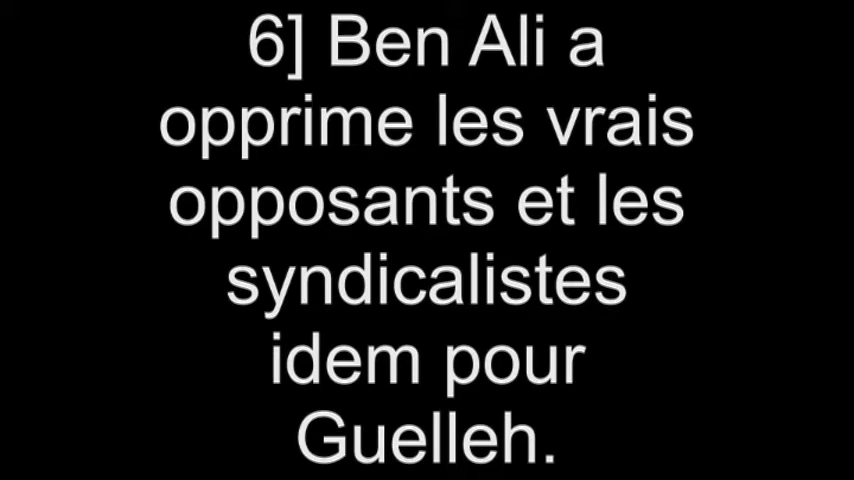 6] Ben Ali a
opprime les vrais
opposants et les
syndicalistes
idem pour
Guelleh.